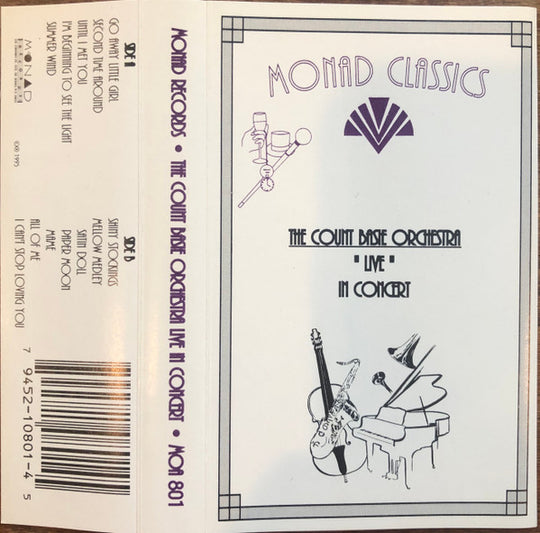 MONAD CLASSICS
THE COUNT BASIE ORCHESTRA
"LIVE"
IN CONCERT
MONAD RECORDS • THE COUNT BASIE ORCHESTRA LIVE IN CONCERT • MOA 801
SIDE A
GO AWAY LITTLE GIRL
SECOND TIME AROUND
UNTIL I MET YOU
I'M BEGINNING TO SEE THE LIGHT
SUMMER WIND
SIDE B
SHINY STOCKINGS
MELLOW MEDLEY
SATIN DOLL
PAPER MOON
MAME
ALL OF ME
I CAN'T STOP LOVING YOU
MONAD
1995
7 9452-10801-4 5